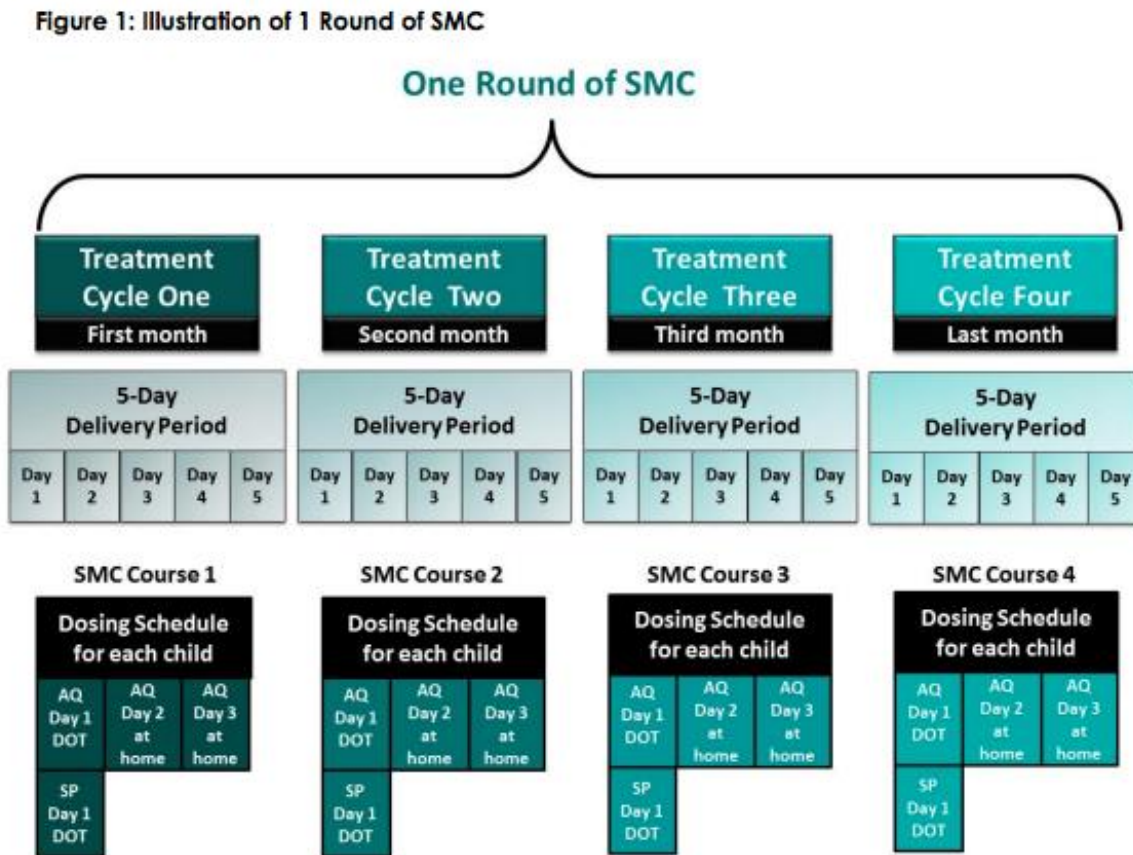 Figure 1: Illustration of 1 Round of SMC
One Round of SMC
Treatment
Cycle One
First month
Treatment
Cycle Two
Second month
Treatment
Cycle Three
Third month
Treatment
Cycle Four
Last month
5-Day
Delivery Period
Day
1
Day
2
Day
3
Day
4
Day
5
5-Day
Delivery Period
Day
1
Day
2
Day
3
Day
4
Day
5
5-Day
Delivery Period
Day
1
Day
2
Day
3
Day
4
Day
5
5-Day
Delivery Period
Day
1
Day
2
Day
3
Day
4
Day
5
SMC Course 1
Dosing Schedule
for each child
AQ
Day 1
DOT
AQ
Day 2
at
home
AQ
Day 3
at
home
SP
Day 1
DOT
SMC Course 2
Dosing Schedule
for each child
AQ
Day 1
DOT
AQ
Day 2
at
home
AQ
Day 3
at
home
SP
Day 1
DOT
SMC Course 3
Dosing Schedule
for each child
AQ
Day 1
DOT
AQ
Day 2
at
home
AQ
Day 3
at
home
SP
Day 1
DOT
SMC Course 4
Dosing Schedule
for each child
AQ
Day 1
DOT
AQ
Day 2
at
home
AQ
Day 3
at
home
SP
Day 1
DOT